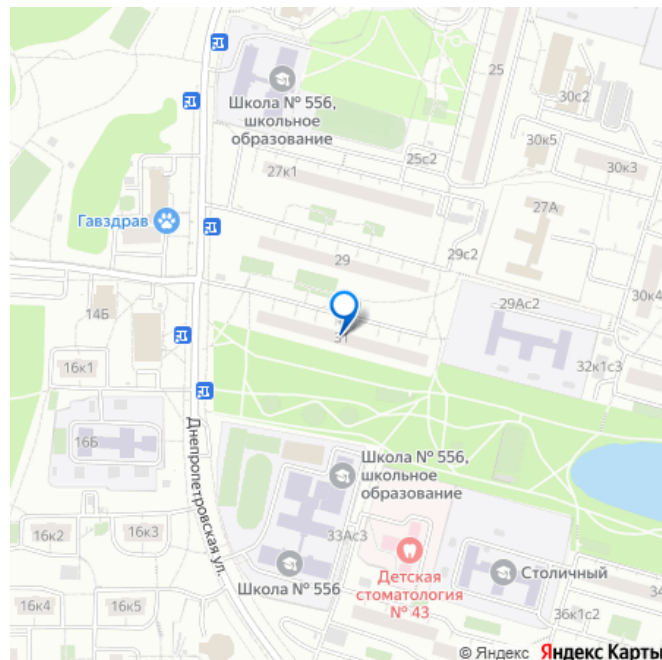 25
30с2
Школа № 556,
школьное
образование
30к5
25с2
30к3
27к1
27А
Гавздрав
29с2
29
30к4
29Ас2
14Б
31
16к1
32к1с3
Днепропетровская ул.
16Б
Школа № 556,
школьное
образование
16к2
16к3
33Ас3
Столичный
Детская
стоматология
№ 43
Школа № 556
34
16к4
16к5
36к1с2
© Яндекс Яндекс Карты